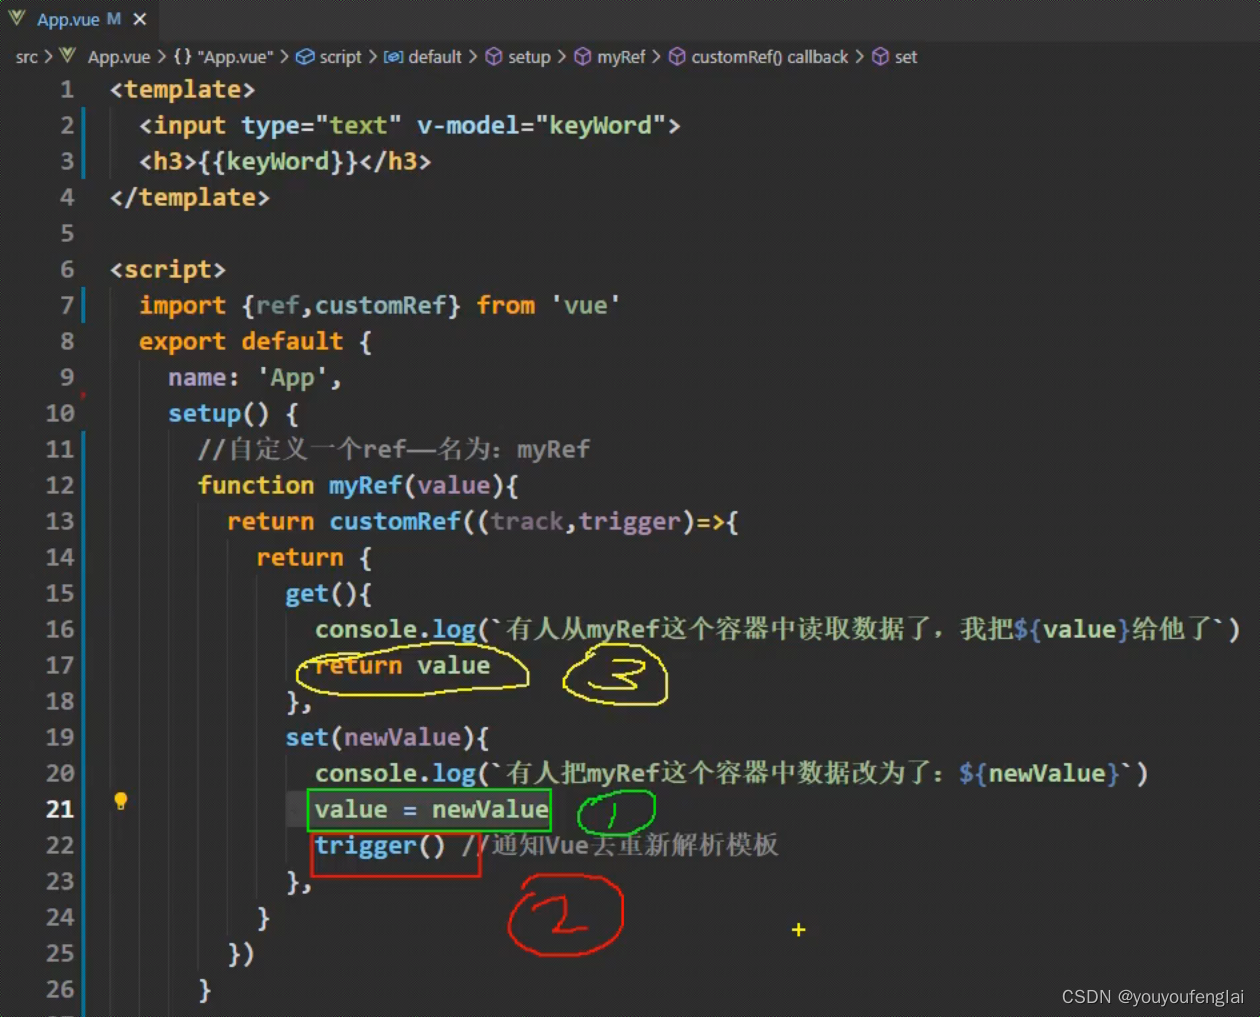 App.vue M
src App.vue {} "App.vue" script default setup myRef customRef() callback set
1 <template>
2 <input type="text" v-model="keyWord">
3 <h3>{{keyWord}}</h3>
4 </template>
5
6 <script>
7 import {ref,customRef} from 'vue'
8 export default {
9 name: 'App',
10 setup() {
11 //自定义一个ref——名为：myRef
12 function myRef(value){
13 return customRef((track,trigger)=>{
14 return {
15 get(){
16 console.log(`有人从myRef这个容器中读取数据了，我把${value}给他了`)
17 return value
3
18 },
19 set(newValue){
20 console.log(`有人把myRef这个容器中数据改为了：${newValue}`)
21 value = newValue
1
22 trigger() //通知Vue去重新解析模板
23 },
2
24 }
25 })
26 }
CSDN @youyoufenglai